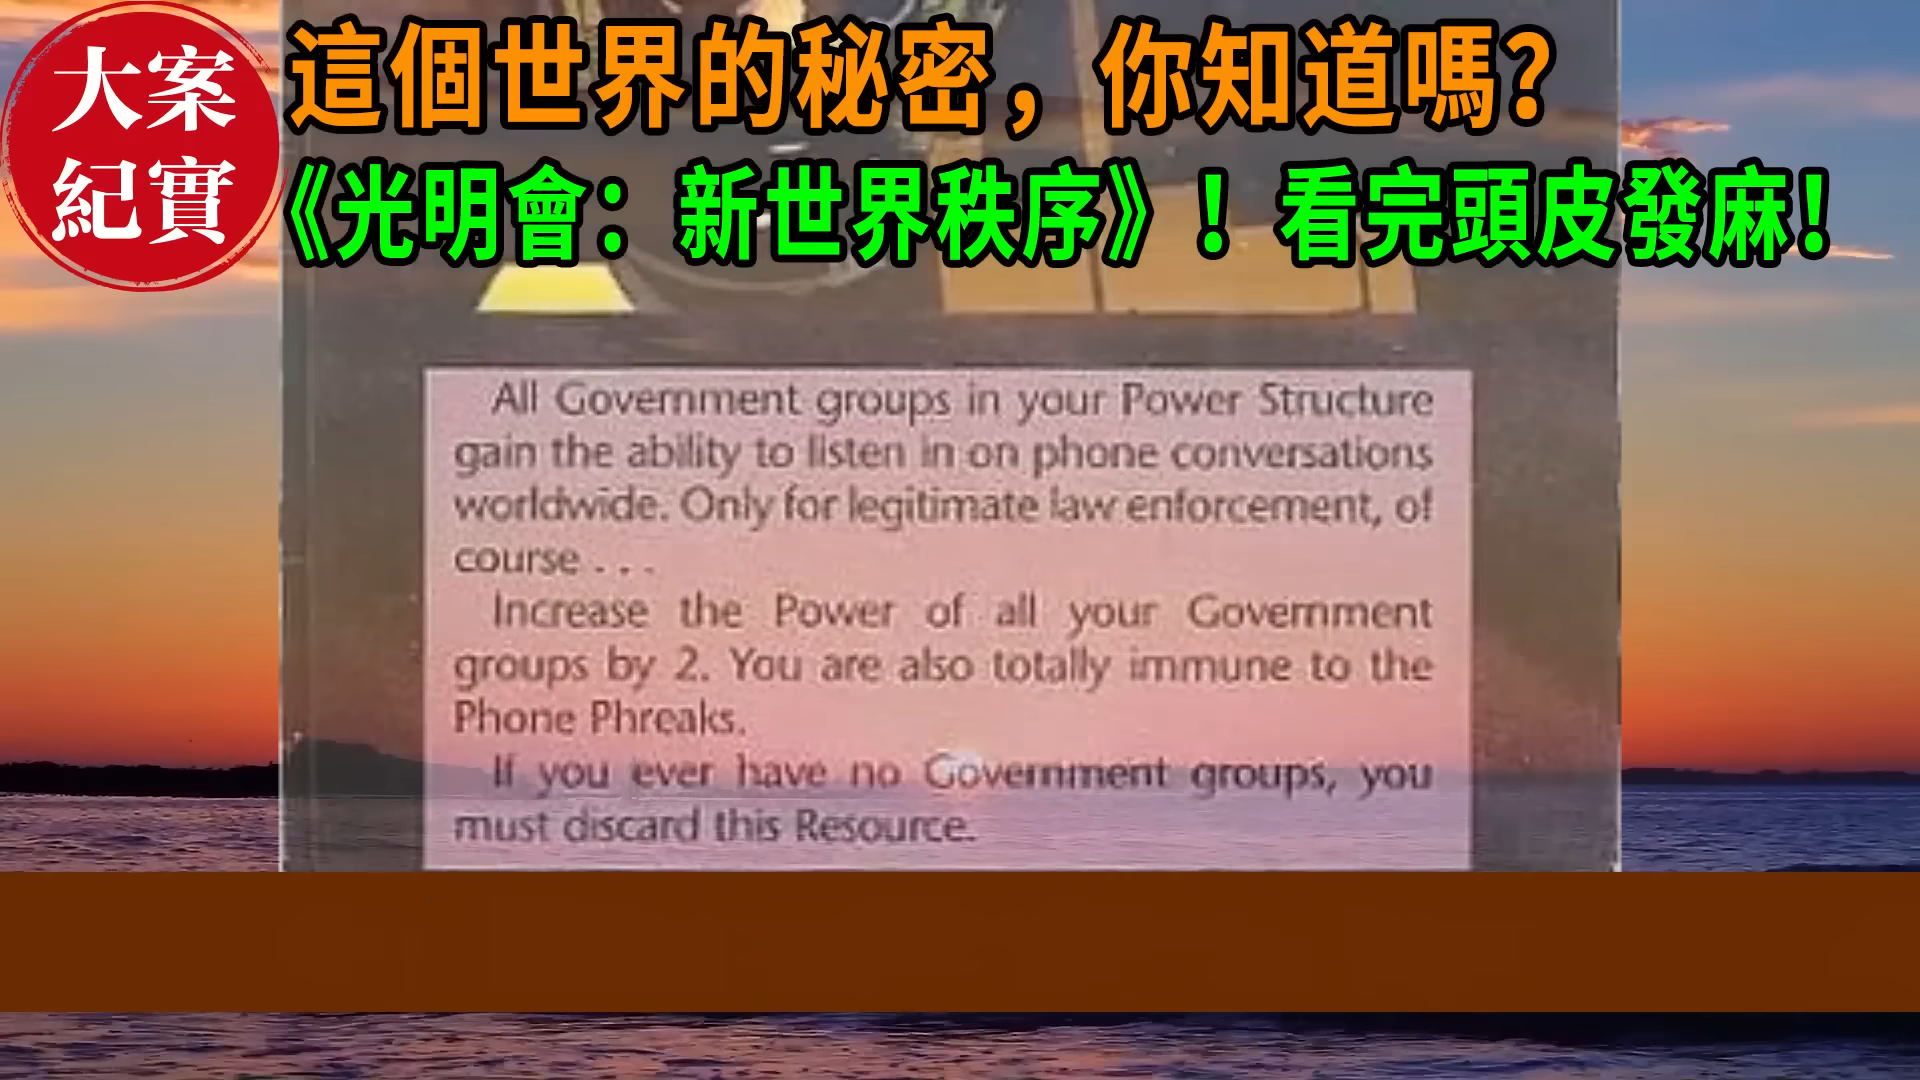 大案
紀實
這個世界的秘密，你知道嗎？
《光明會：新世界秩序》！看完頭皮發麻！
All Government groups in your Power Structure
gain the ability to listen in on phone conversations
worldwide. Only for legitimate law enforcement, of
course . . .
Increase the Power of all your Government
groups by 2. You are also totally immune to the
Phone Phreaks.
If you ever have no Government groups, you
must discard this Resource.